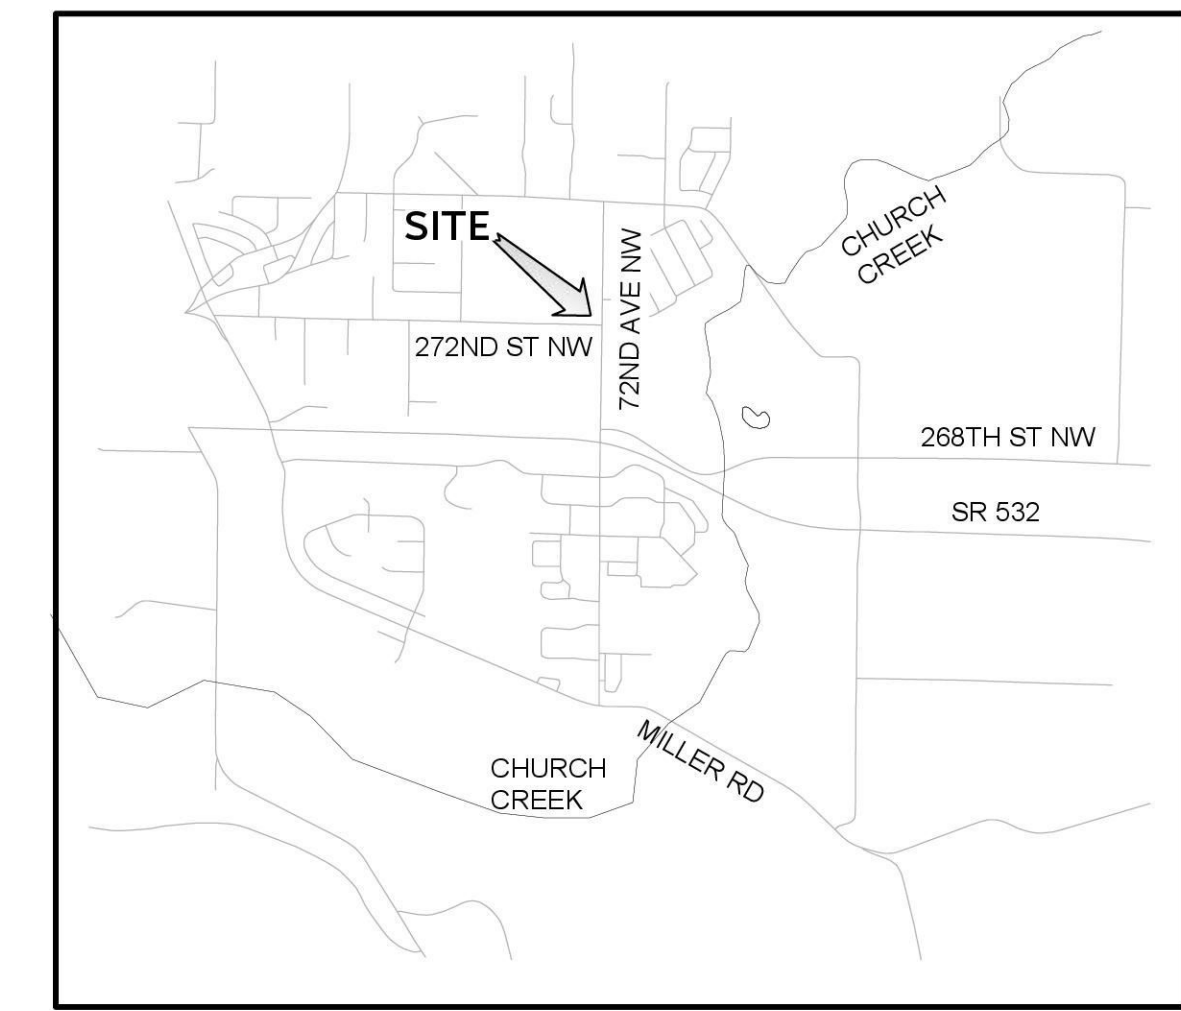 SITE
CHURCH
CREEK
72ND AVE NW
272ND ST NW
268TH ST NW
SR 532
MILLER RD
CHURCH
CREEK